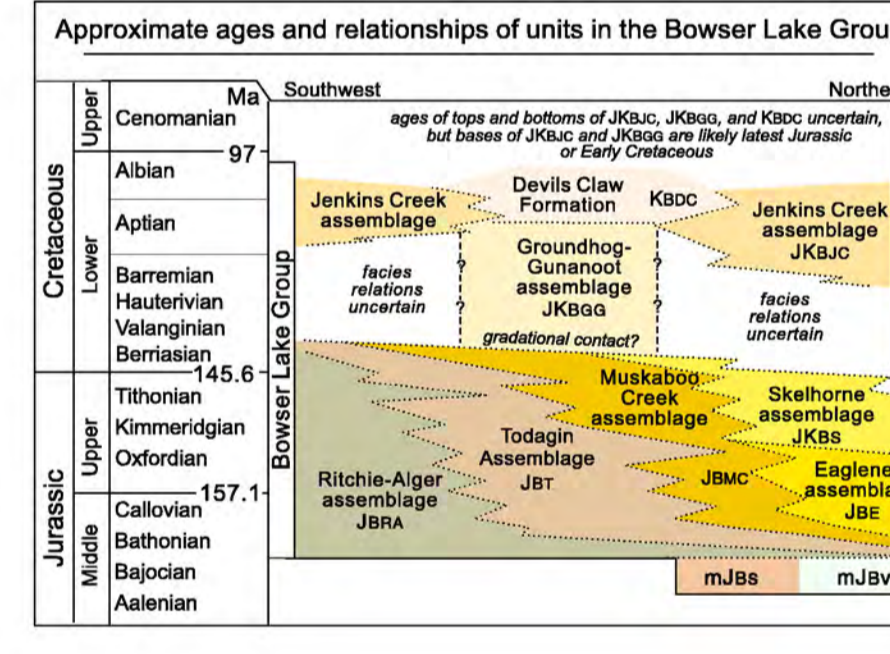 Approximate ages and relationships of units in the Bowser Lake Grou
Ma
Southwest
Northe
Upper
Cenomanian
ages of tops and bottoms of JKBJC, JKBGG, and KBDC uncertain,
but bases of JKBJC and JKBGG are likely latest Jurassic
or Early Cretaceous
97
Cretaceous
Lower
Albian
Aptian
Barremian
Hauterivian
Valanginian
Berriasian
145.6
Jurassic
Upper
Tithonian
Kimmeridgian
Oxfordian
157.1
Middle
Callovian
Bathonian
Bajocian
Aalenian
Bowser Lake Group
Jenkins Creek
assemblage
Devils Claw
Formation
KBDC
Jenkins Creek
assemblage
JKBJC
facies
relations
uncertain
?
?
Groundhog-
Gunanoot
assemblage
JKBGG
?
?
facies
relations
uncertain
gradational contact?
Muskaboo
Creek
assemblage
Skelhorne
assemblage
JKBS
Todagin
Assemblage
JBT
Ritchie-Alger
assemblage
JBRA
JBMC
Eaglene
assembla
JBE
mJBs
mJBv